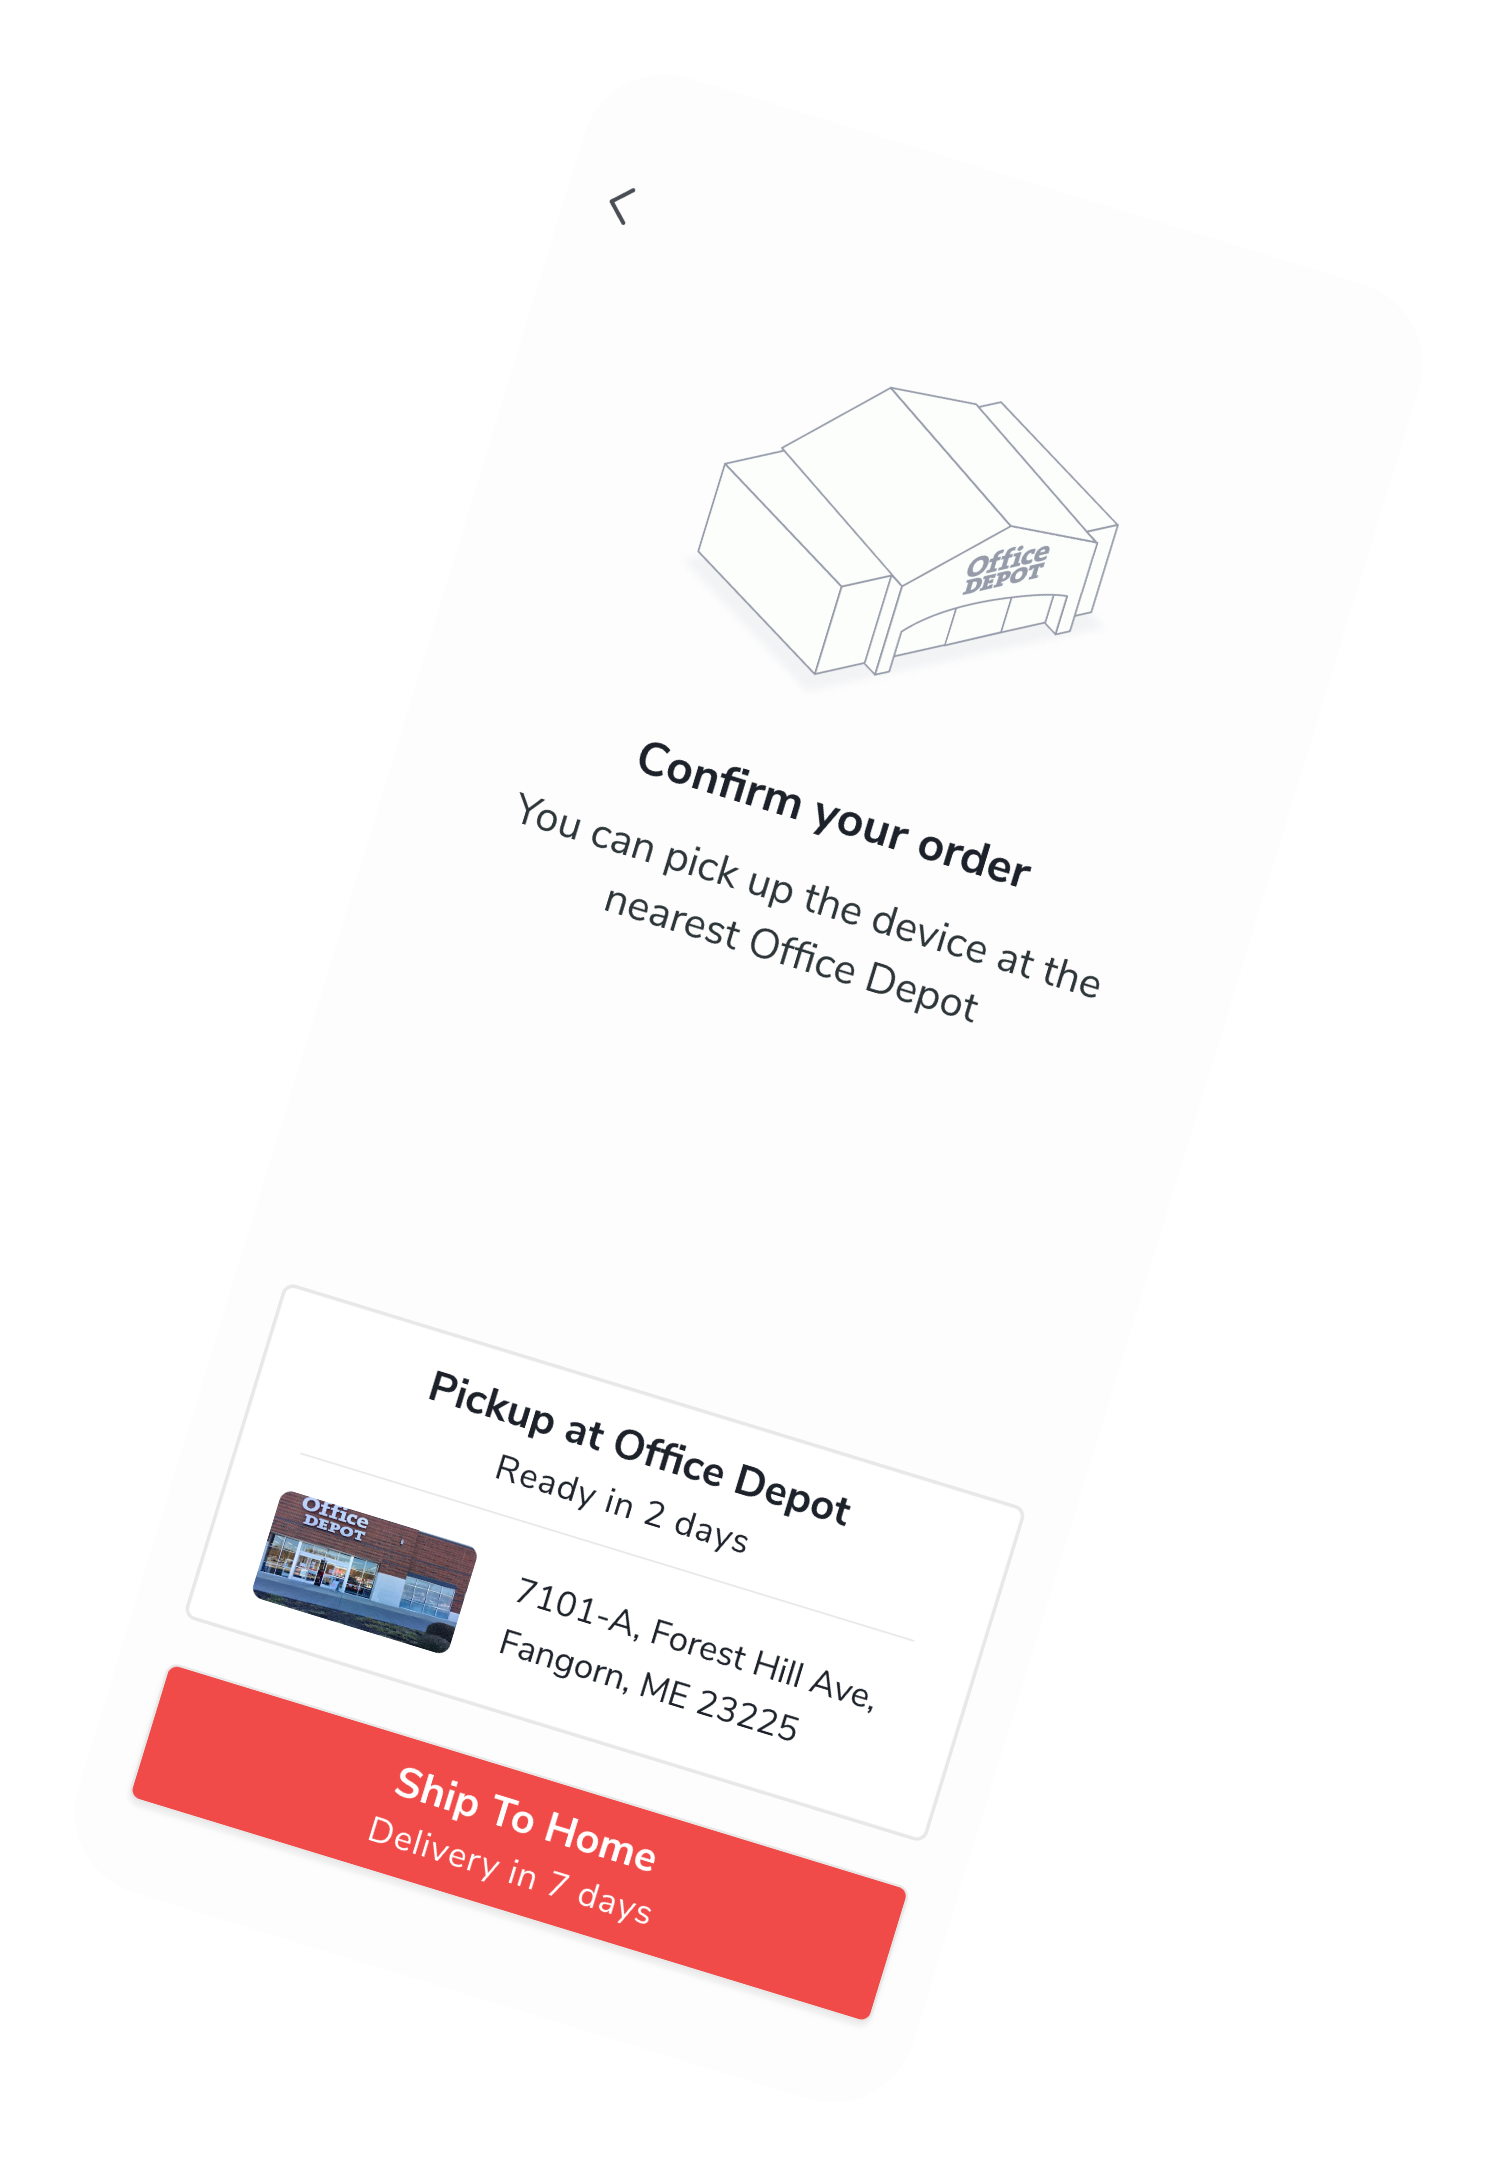 Office
DEPOT
Confirm your order
You can pick up the device at the
nearest Office Depot
Pickup at Office Depot
Ready in 2 days
Office
DEPOT
7101-A, Forest Hill Ave,
Fangorn, ME 23225
Ship To Home
Delivery in 7 days